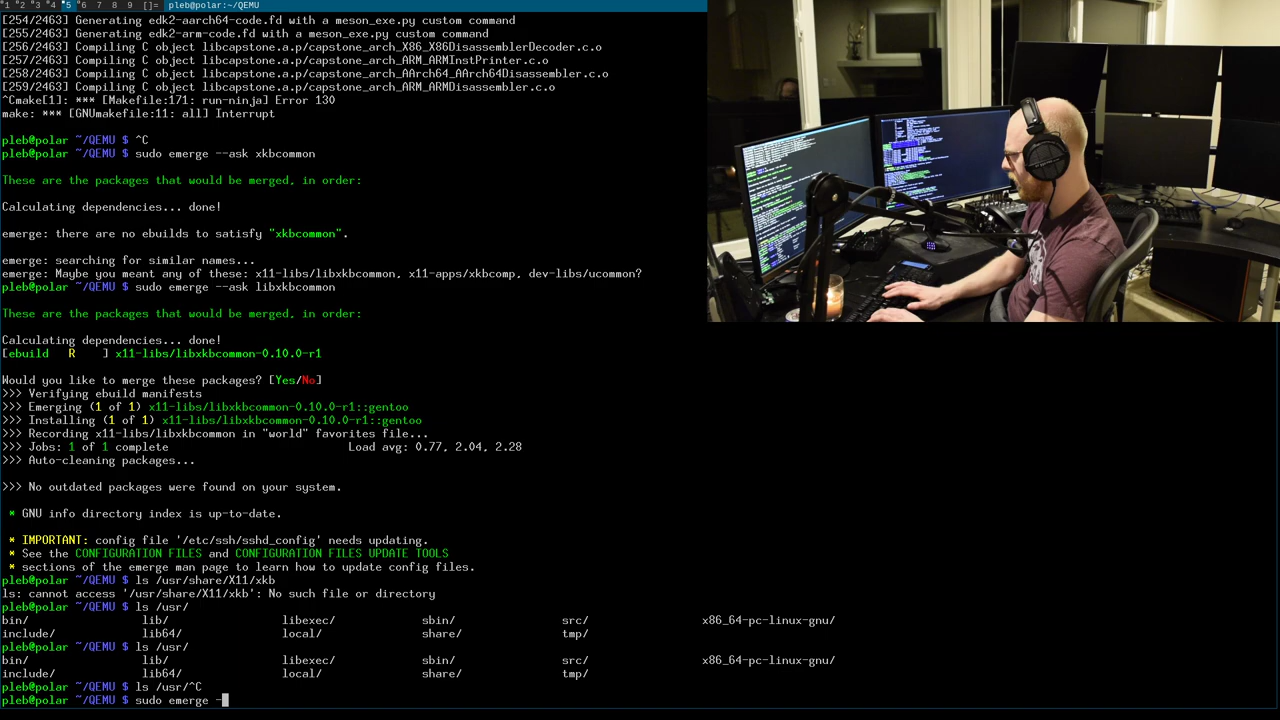 1 2 3 4 5 6 7 8 9 []= pleb@polar:~/QEMU
[254/2463] Generating edk2-aarch64-code.fd with a meson_exe.py custom command
[255/2463] Generating edk2-arm-code.fd with a meson_exe.py custom command
[256/2463] Compiling C object libcapstone.a.p/capstone_arch_X86_X86DisassemblerDecoder.c.o
[257/2463] Compiling C object libcapstone.a.p/capstone_arch_ARM_ARMInstPrinter.c.o
[258/2463] Compiling C object libcapstone.a.p/capstone_arch_AArch64_AArch64Disassembler.c.o
[259/2463] Compiling C object libcapstone.a.p/capstone_arch_ARM_ARMDisassembler.c.o
^Cmake[1]: *** [Makefile:171: run-ninja] Error 130
make: *** [GNUmakefile:11: all] Interrupt
pleb@polar ~/QEMU $ ^C
pleb@polar ~/QEMU $ sudo emerge --ask xkbcommon
These are the packages that would be merged, in order:
Calculating dependencies... done!
emerge: there are no ebuilds to satisfy "xkbcommon".
emerge: searching for similar names...
emerge: Maybe you meant any of these: x11-libs/libxkbcommon, x11-apps/xkbcomp, dev-libs/ucommon?
pleb@polar ~/QEMU $ sudo emerge --ask libxkbcommon
These are the packages that would be merged, in order:
Calculating dependencies... done!
[ebuild   R    ] x11-libs/libxkbcommon-0.10.0-r1
Would you like to merge these packages? [Yes/No]
>>> Verifying ebuild manifests
>>> Emerging (1 of 1) x11-libs/libxkbcommon-0.10.0-r1::gentoo
>>> Installing (1 of 1) x11-libs/libxkbcommon-0.10.0-r1::gentoo
>>> Recording x11-libs/libxkbcommon in "world" favorites file...
>>> Jobs: 1 of 1 complete                           Load avg: 0.77, 2.04, 2.28
>>> Auto-cleaning packages...
>>> No outdated packages were found on your system.
 * GNU info directory index is up-to-date.
 * IMPORTANT: config file '/etc/ssh/sshd_config' needs updating.
 * See the CONFIGURATION FILES and CONFIGURATION FILES UPDATE TOOLS
 * sections of the emerge man page to learn how to update config files.
pleb@polar ~/QEMU $ ls /usr/share/X11/xkb
ls: cannot access '/usr/share/X11/xkb': No such file or directory
pleb@polar ~/QEMU $ ls /usr/
bin/ lib/ libexec/ sbin/ src/ x86_64-pc-linux-gnu/
include/ lib64/ local/ share/ tmp/
pleb@polar ~/QEMU $ ls /usr/
bin/ lib/ libexec/ sbin/ src/ x86_64-pc-linux-gnu/
include/ lib64/ local/ share/ tmp/
pleb@polar ~/QEMU $ ls /usr/^C
pleb@polar ~/QEMU $ sudo emerge -